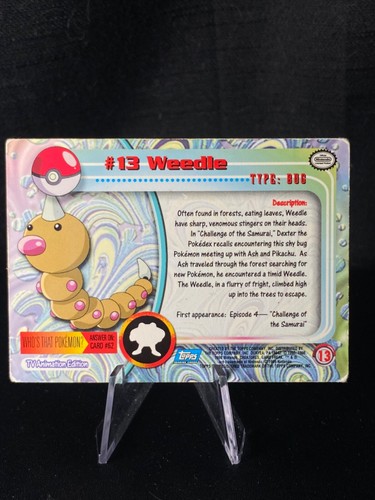 #13 Weedle
TYPE: BUG
Description:
Often found in forests, eating leaves, Weedle
have sharp, venomous stingers on their heads.
In "Challenge of the Samurai," Dexter the
Pokédex recalls encountering this shy bug
Pokémon meeting up with Ash and Pikachu. As
Ash traveled through the forest searching for
new Pokémon, he encountered a timid Weedle.
The Weedle, in a flurry of fright, climbed high
up into the trees to escape.
First appearance: Episode 4—"Challenge of
the Samurai"
WHO'S THAT POKÉMON?
ANSWER ON
CARD #62
TV Animation Edition
TOPPS
13